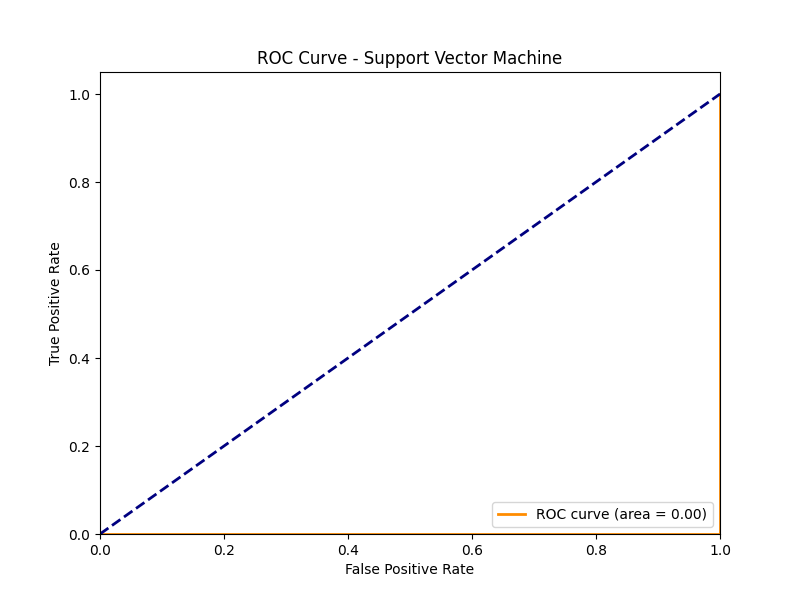 ROC Curve - Support Vector Machine
1.0
0.8
0.6
0.4
0.2
0.0
True Positive Rate
ROC curve (area = 0.00)
0.0 0.2 0.4 0.6 0.8 1.0
False Positive Rate